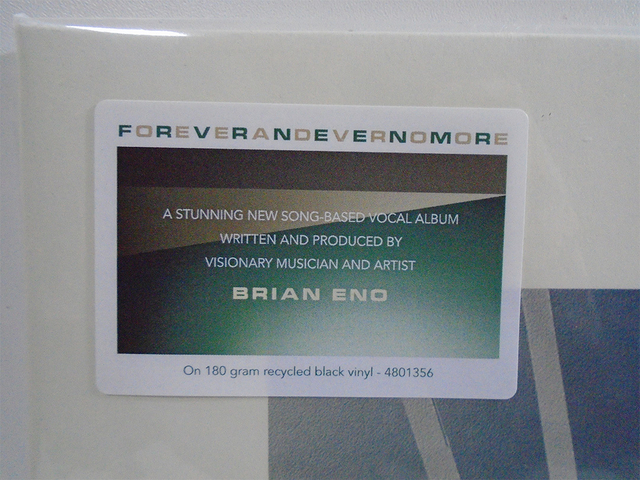 FOREVERANDEVERNOMORE
A STUNNING NEW SONG-BASED VOCAL ALBUM
WRITTEN AND PRODUCED BY
VISIONARY MUSICIAN AND ARTIST
BRIAN ENO
On 180 gram recycled black vinyl - 4801356